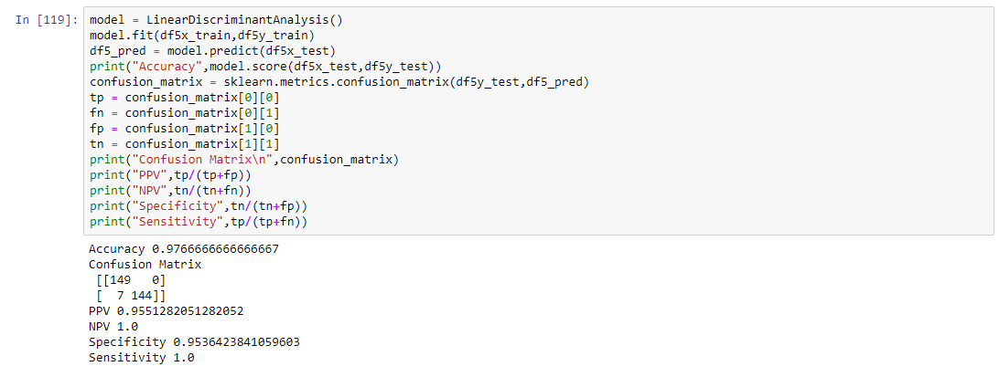 In [119]: model = LinearDiscriminantAnalysis()
model.fit(df5x_train,df5y_train)
df5_pred = model.predict(df5x_test)
print("Accuracy",model.score(df5x_test,df5y_test))
confusion_matrix = sklearn.metrics.confusion_matrix(df5y_test,df5_pred)
tp = confusion_matrix[0][0]
fn = confusion_matrix[0][1]
fp = confusion_matrix[1][0]
tn = confusion_matrix[1][1]
print("Confusion Matrix\n",confusion_matrix)
print("PPV",tp/(tp+fp))
print("NPV",tn/(tn+fn))
print("Specificity",tn/(tn+fp))
print("Sensitivity",tp/(tp+fn))
Accuracy 0.9766666666666667
Confusion Matrix
 [[149   0]
 [  7 144]]
PPV 0.9551282051282052
NPV 1.0
Specificity 0.9536423841059603
Sensitivity 1.0